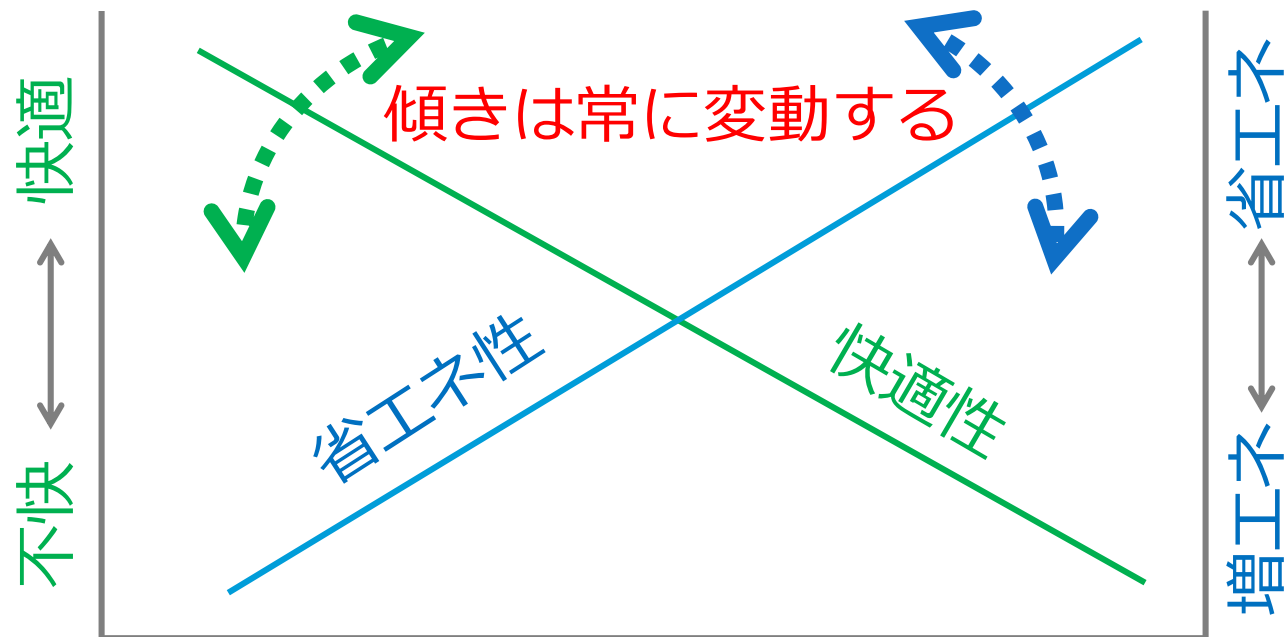 傾きは常に変動する
快適
不快
省エネ性
快適性
省エネ
増エネ